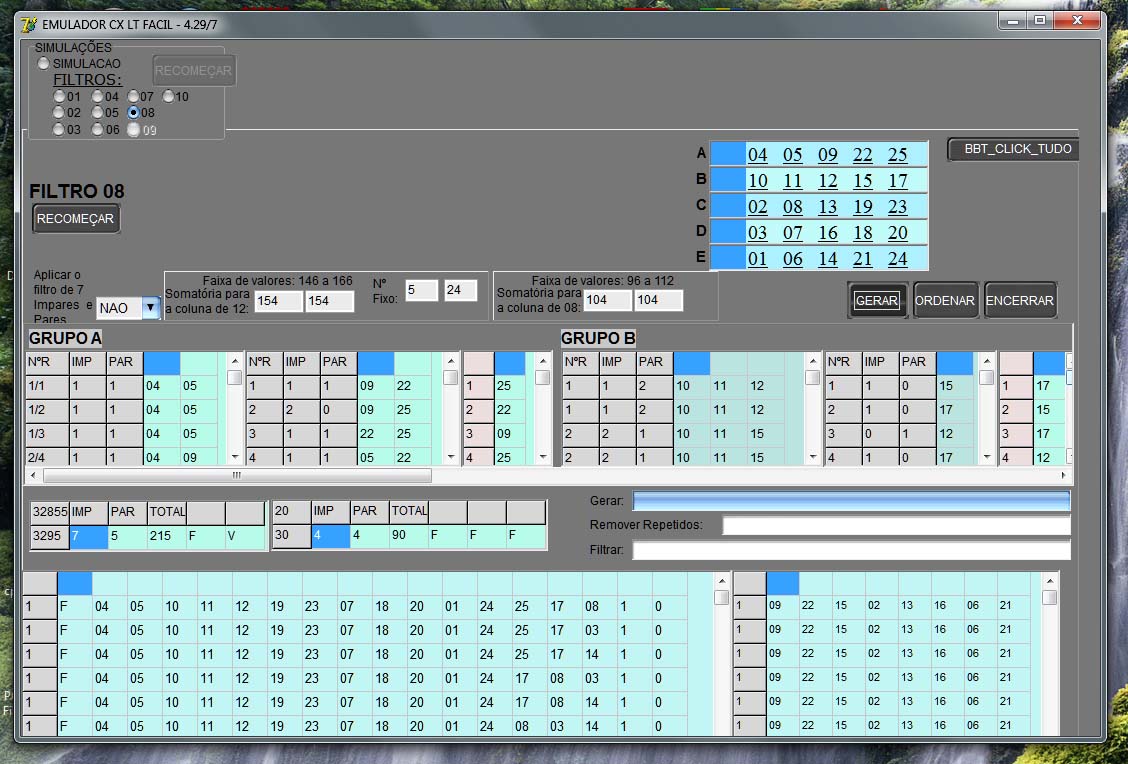 EMULADOR CX LT FACIL - 4.29/7
SIMULAÇÕES
SIMULACAO
RECOMEÇAR
FILTROS:
01 04 07 10
02 05 08
03 06 09
BBT_CLICK_TUDO
A 04 05 09 22 25
B 10 11 12 15 17
C 02 08 13 19 23
D 03 07 16 18 20
E 01 06 14 21 24
FILTRO 08
RECOMEÇAR
Aplicar o
filtro de 7
Impares e
Pares
NAO
Faixa de valores: 146 a 166
Somatória para
a coluna de 12:
154 154
Nº
Fixo:
5 24
Faixa de valores: 96 a 112
Somatória para
a coluna de 08:
104 104
GERAR ORDENAR ENCERRAR
GRUPO A
NºR IMP PAR
1/1 1 1 04 05
1/2 1 1 04 05
1/3 1 1 04 05
2/4 1 1 04 09
NºR IMP PAR
1 1 1 09 22
2 2 0 09 25
3 1 1 22 25
4 1 1 05 22
1 25
2 22
3 09
4 25
GRUPO B
NºR IMP PAR
1 1 2 10 11 12
1 1 2 10 11 12
2 2 1 10 11 15
2 2 1 10 11 15
NºR IMP PAR
1 1 0 15
2 1 0 17
3 0 1 12
4 1 0 17
1 17
2 15
3 17
4 12
32855 IMP PAR TOTAL
3295 7 5 215 F V
20 IMP PAR TOTAL
30 4 4 90 F F F
Gerar:
Remover Repetidos:
Filtrar:
1 F 04 05 10 11 12 19 23 07 18 20 01 24 25 17 08 1 0
1 F 04 05 10 11 12 19 23 07 18 20 01 24 25 17 03 1 0
1 F 04 05 10 11 12 19 23 07 18 20 01 24 25 17 14 1 0
1 F 04 05 10 11 12 19 23 07 18 20 01 24 17 08 03 1 0
1 F 04 05 10 11 12 19 23 07 18 20 01 24 17 08 14 1 0
1 F 04 05 10 11 12 19 23 07 18 20 01 24 08 03 14 1 0
1 09 22 15 02 13 16 06 21
1 09 22 15 02 13 16 06 21
1 09 22 15 02 13 16 06 21
1 09 22 15 02 13 16 06 21
1 09 22 15 02 13 16 06 21
1 09 22 15 02 13 16 06 21